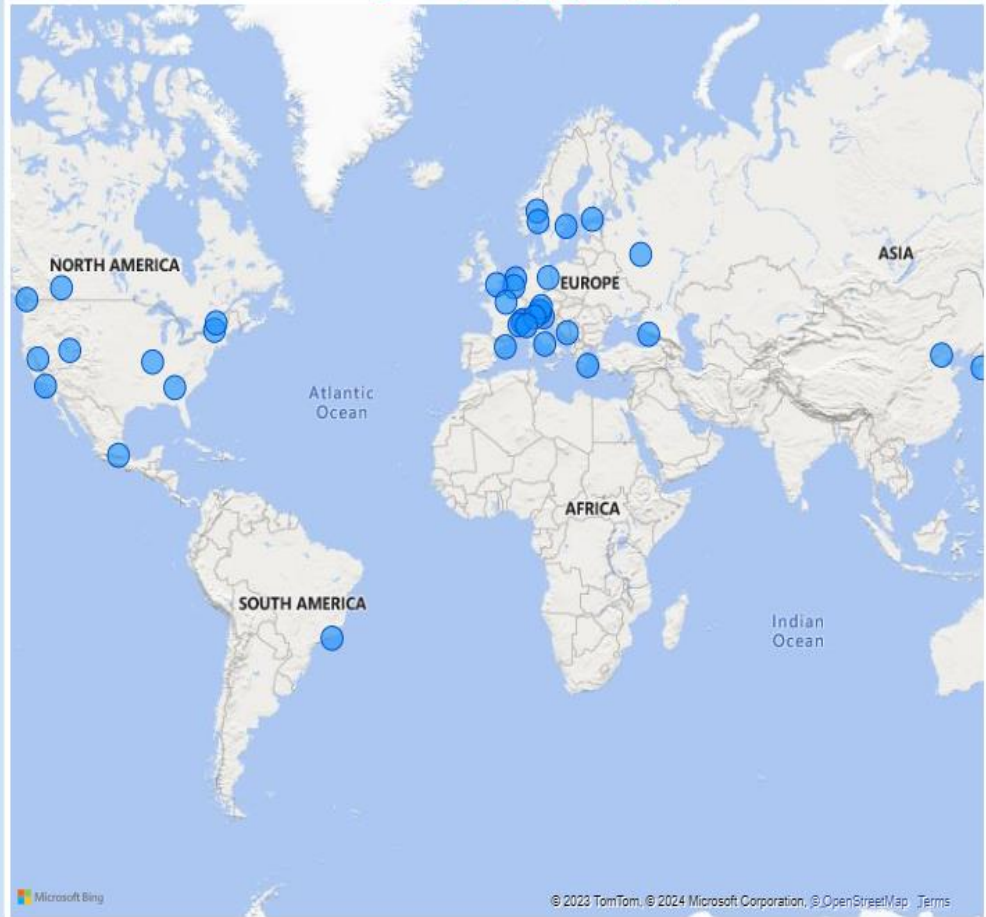 NORTH AMERICA
EUROPE
ASIA
Atlantic
Ocean
AFRICA
SOUTH AMERICA
Indian
Ocean
Microsoft Bing
© 2023 TomTom, © 2024 Microsoft Corporation, © OpenStreetMap Terms